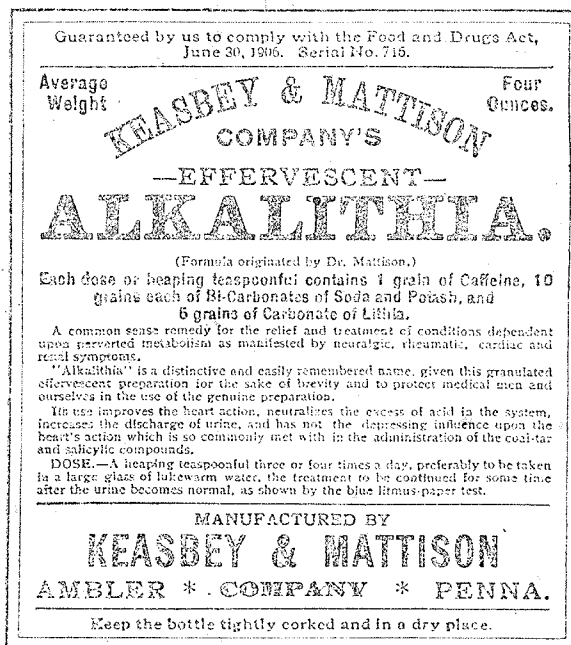 Guaranteed by us to comply with the Food and Drugs Act,
June 30, 1906. Serial No. 715.
Average Weight
Four Ounces.
KEASBEY & MATTISON
COMPANY'S
—EFFERVESCENT—
ALKALITHIA.
(Formula originated by Dr. Mattison.)
Each dose or heaping teaspoonful contains 1 grain of Caffeine, 10
grains each of Bi-Carbonates of Soda and Potash, and
5 grains of Carbonate of Lithia.
A common sense remedy for the relief and treatment of conditions dependent
upon perverted metabolism as manifested by neuralgic, rheumatic, cardiac and
renal symptoms.
"Alkalithia" is a distinctive and easily remembered name, given this granulated
effervescent preparation for the sake of brevity and to protect medical men and
ourselves in the use of the genuine preparation.
Its use improves the heart action, neutralizes the excess of acid in the system,
increases the discharge of urine, and has not the depressing influence upon the
heart's action which is so commonly met with in the administration of the coal-tar
and salicylic compounds.
DOSE.—A heaping teaspoonful three or four times a day, preferably to be taken
in a large glass of lukewarm water, the treatment to be continued for some time
after the urine becomes normal, as shown by the blue litmus-paper test.
MANUFACTURED BY
KEASBEY & MATTISON
AMBLER * COMPANY * PENNA.
Keep the bottle tightly corked and in a dry place.